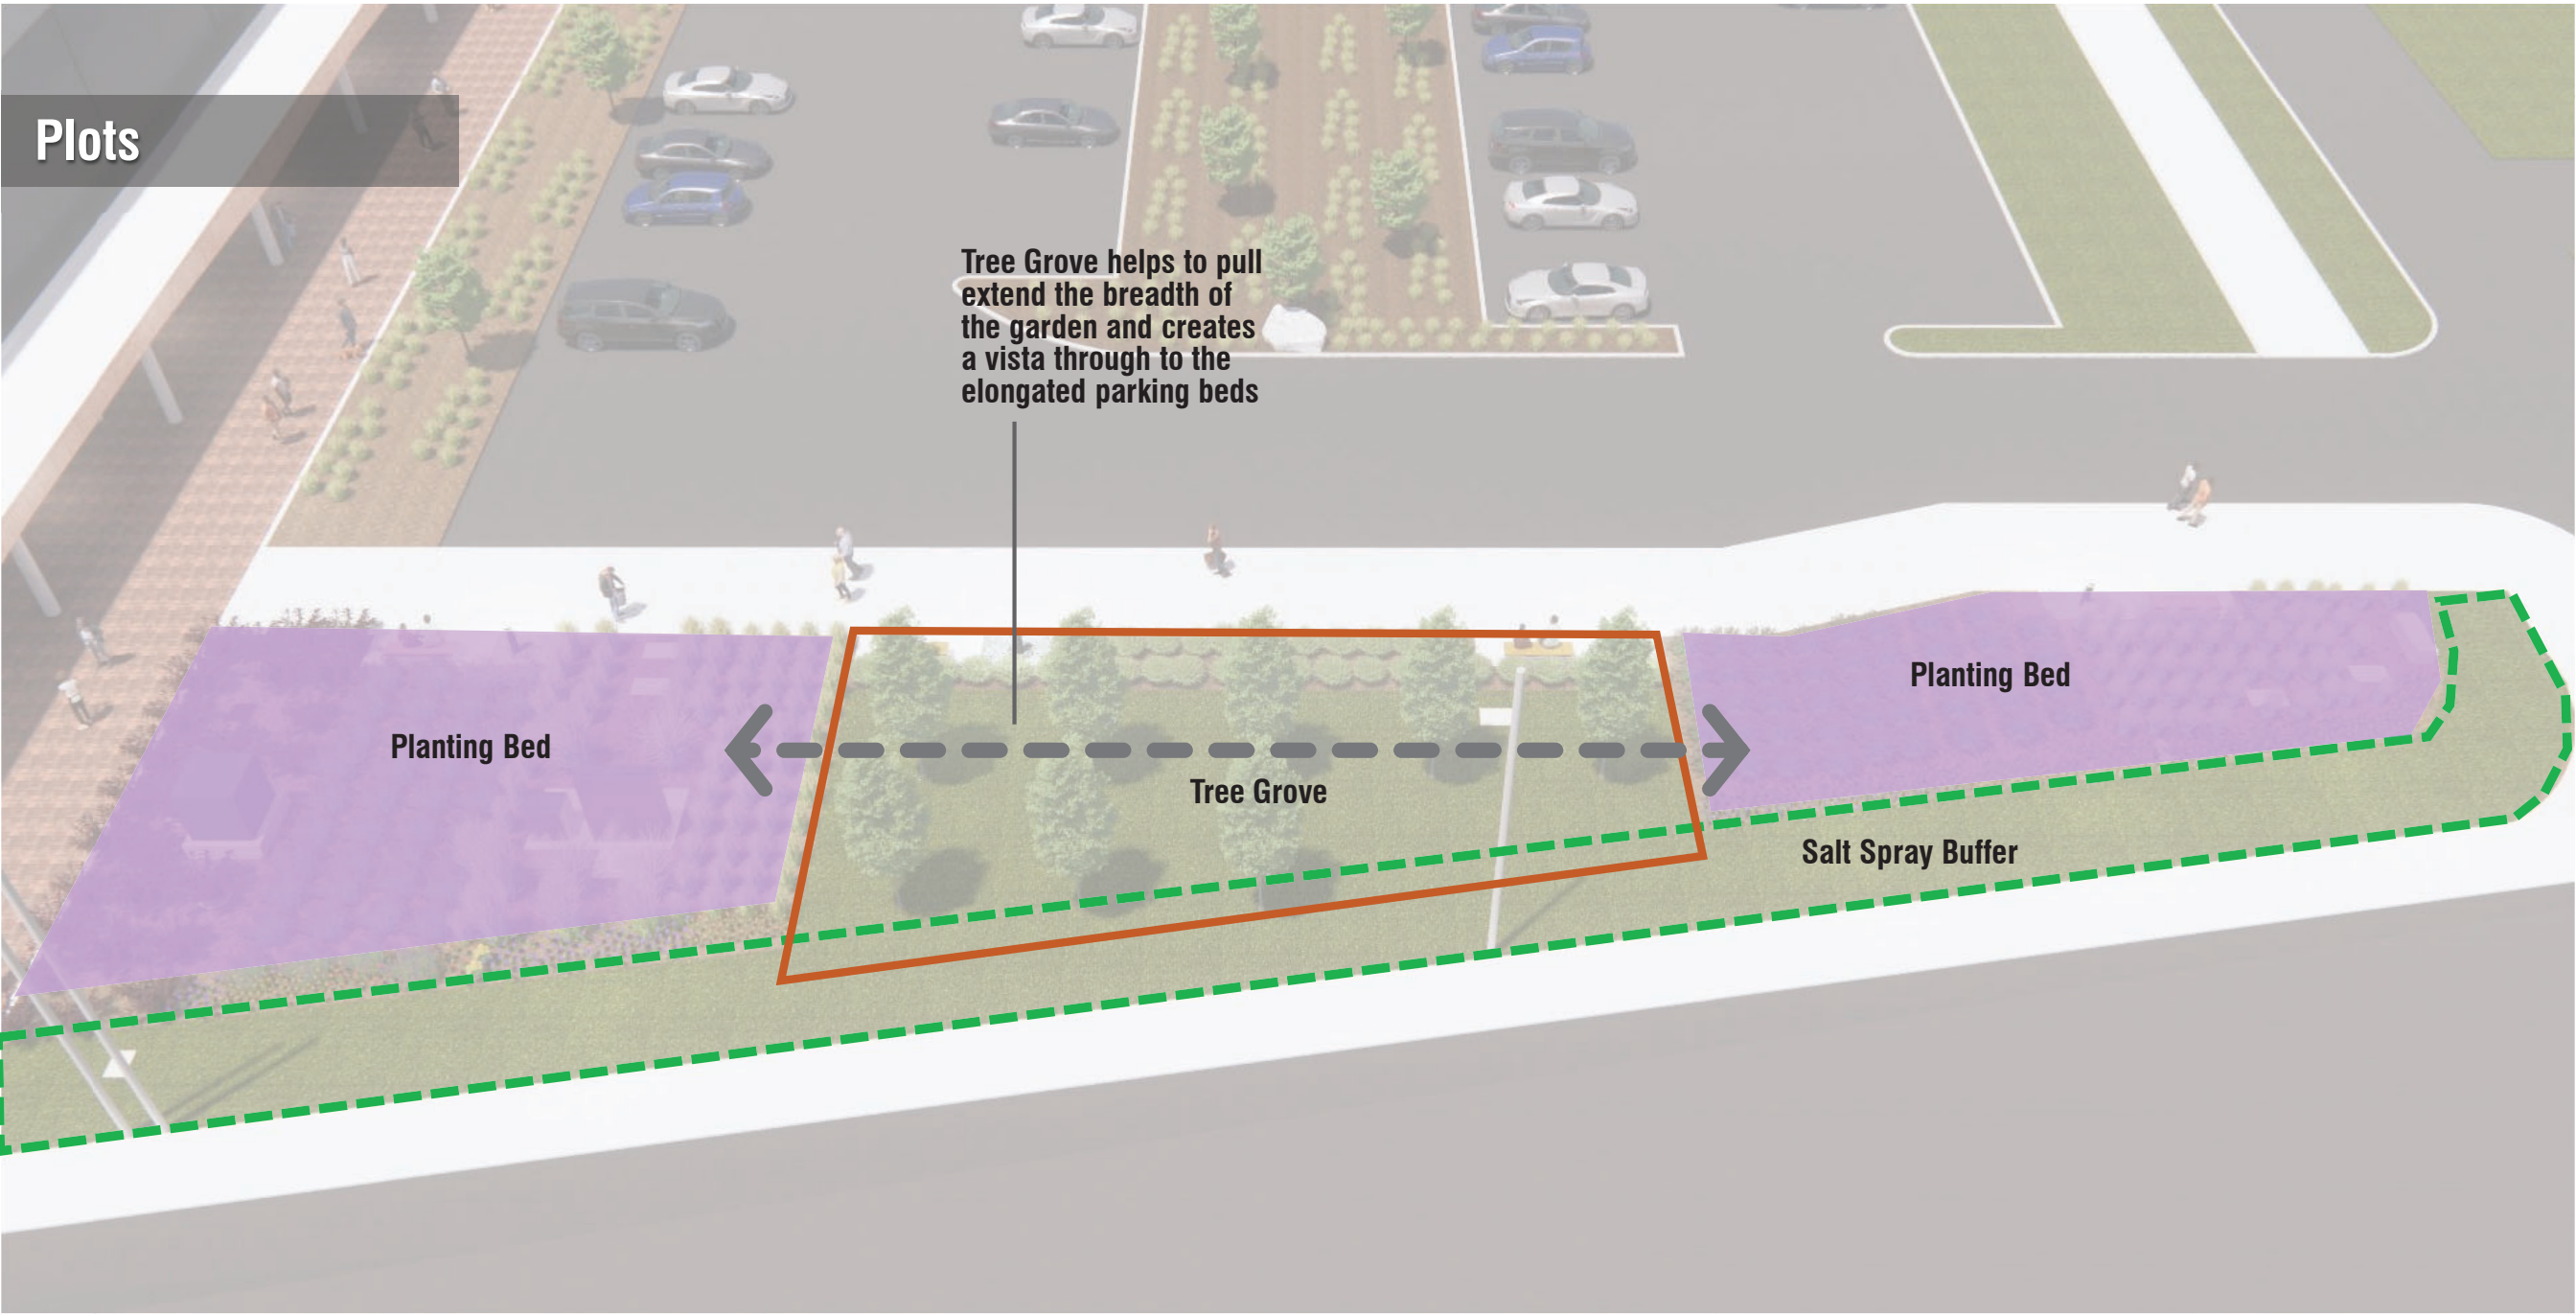 Plots
Tree Grove helps to pull
extend the breadth of
the garden and creates
a vista through to the
elongated parking beds
Planting Bed
Planting Bed
Tree Grove
Salt Spray Buffer